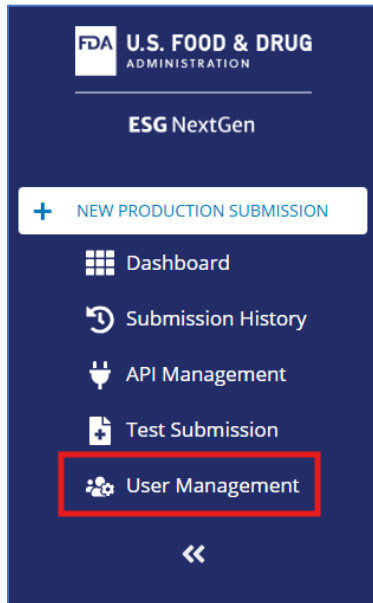 FDA U.S. FOOD & DRUG
ADMINISTRATION
ESG NextGen
+ NEW PRODUCTION SUBMISSION
Dashboard
Submission History
API Management
Test Submission
User Management
«